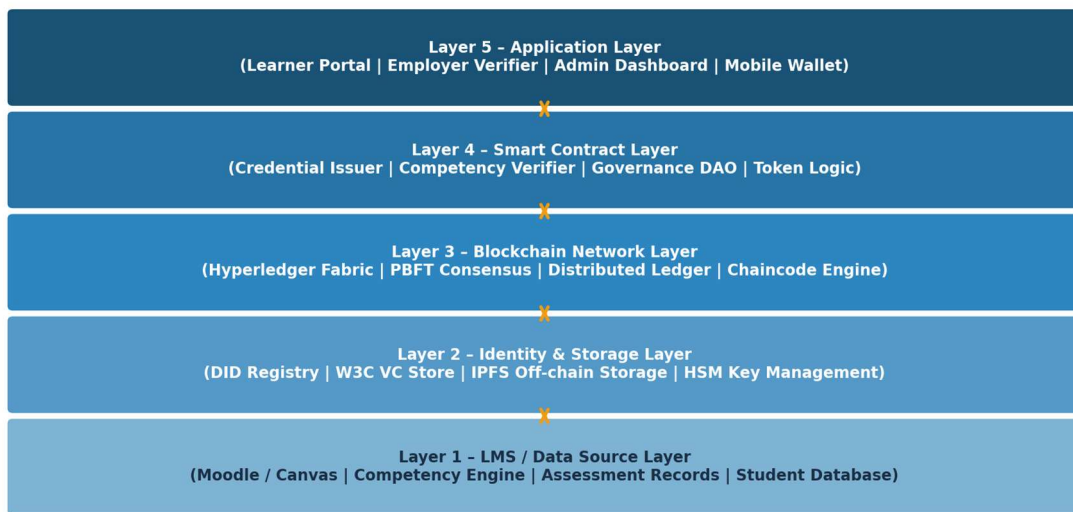 Layer 5 – Application Layer
(Learner Portal | Employer Verifier | Admin Dashboard | Mobile Wallet)
Layer 4 – Smart Contract Layer
(Credential Issuer | Competency Verifier | Governance DAO | Token Logic)
Layer 3 – Blockchain Network Layer
(Hyperledger Fabric | PBFT Consensus | Distributed Ledger | Chaincode Engine)
Layer 2 – Identity & Storage Layer
(DID Registry | W3C VC Store | IPFS Off-chain Storage | HSM Key Management)
Layer 1 – LMS / Data Source Layer
(Moodle / Canvas | Competency Engine | Assessment Records | Student Database)